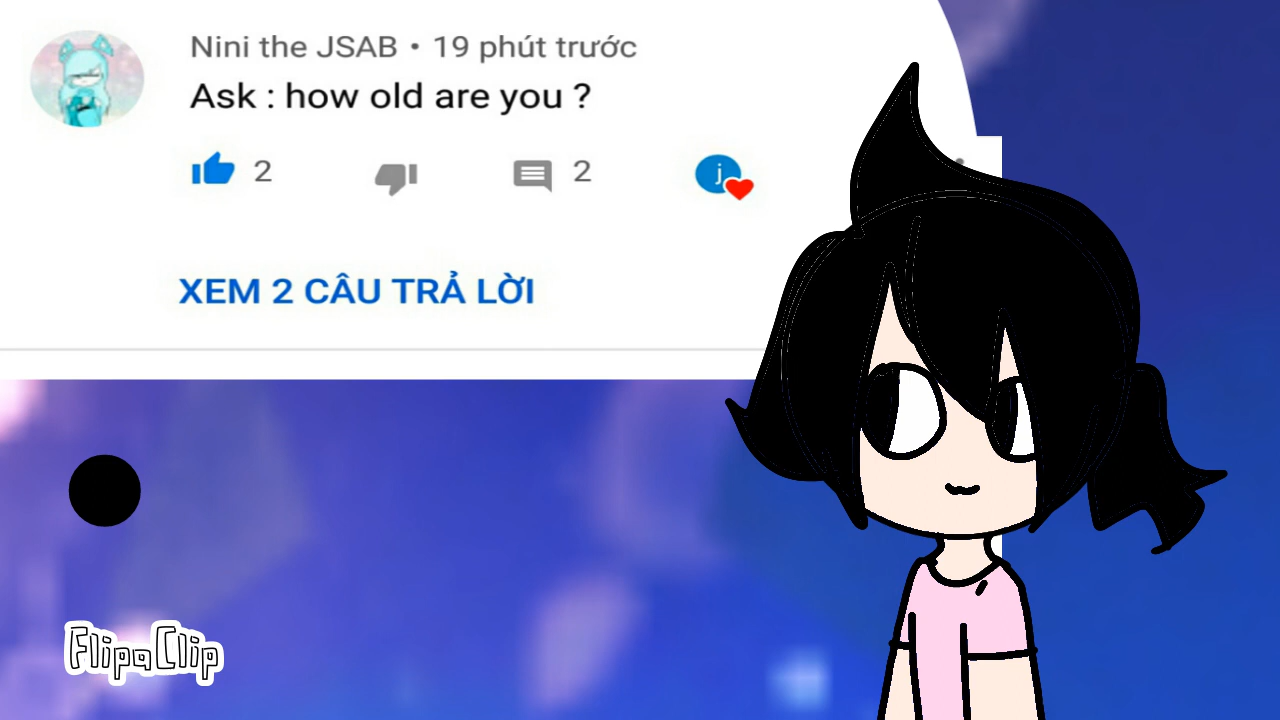 Nini the JSAB • 19 phút trước
Ask : how old are you ?
2
2
j
XEM 2 CÂU TRẢ LỜI
FlipaClip